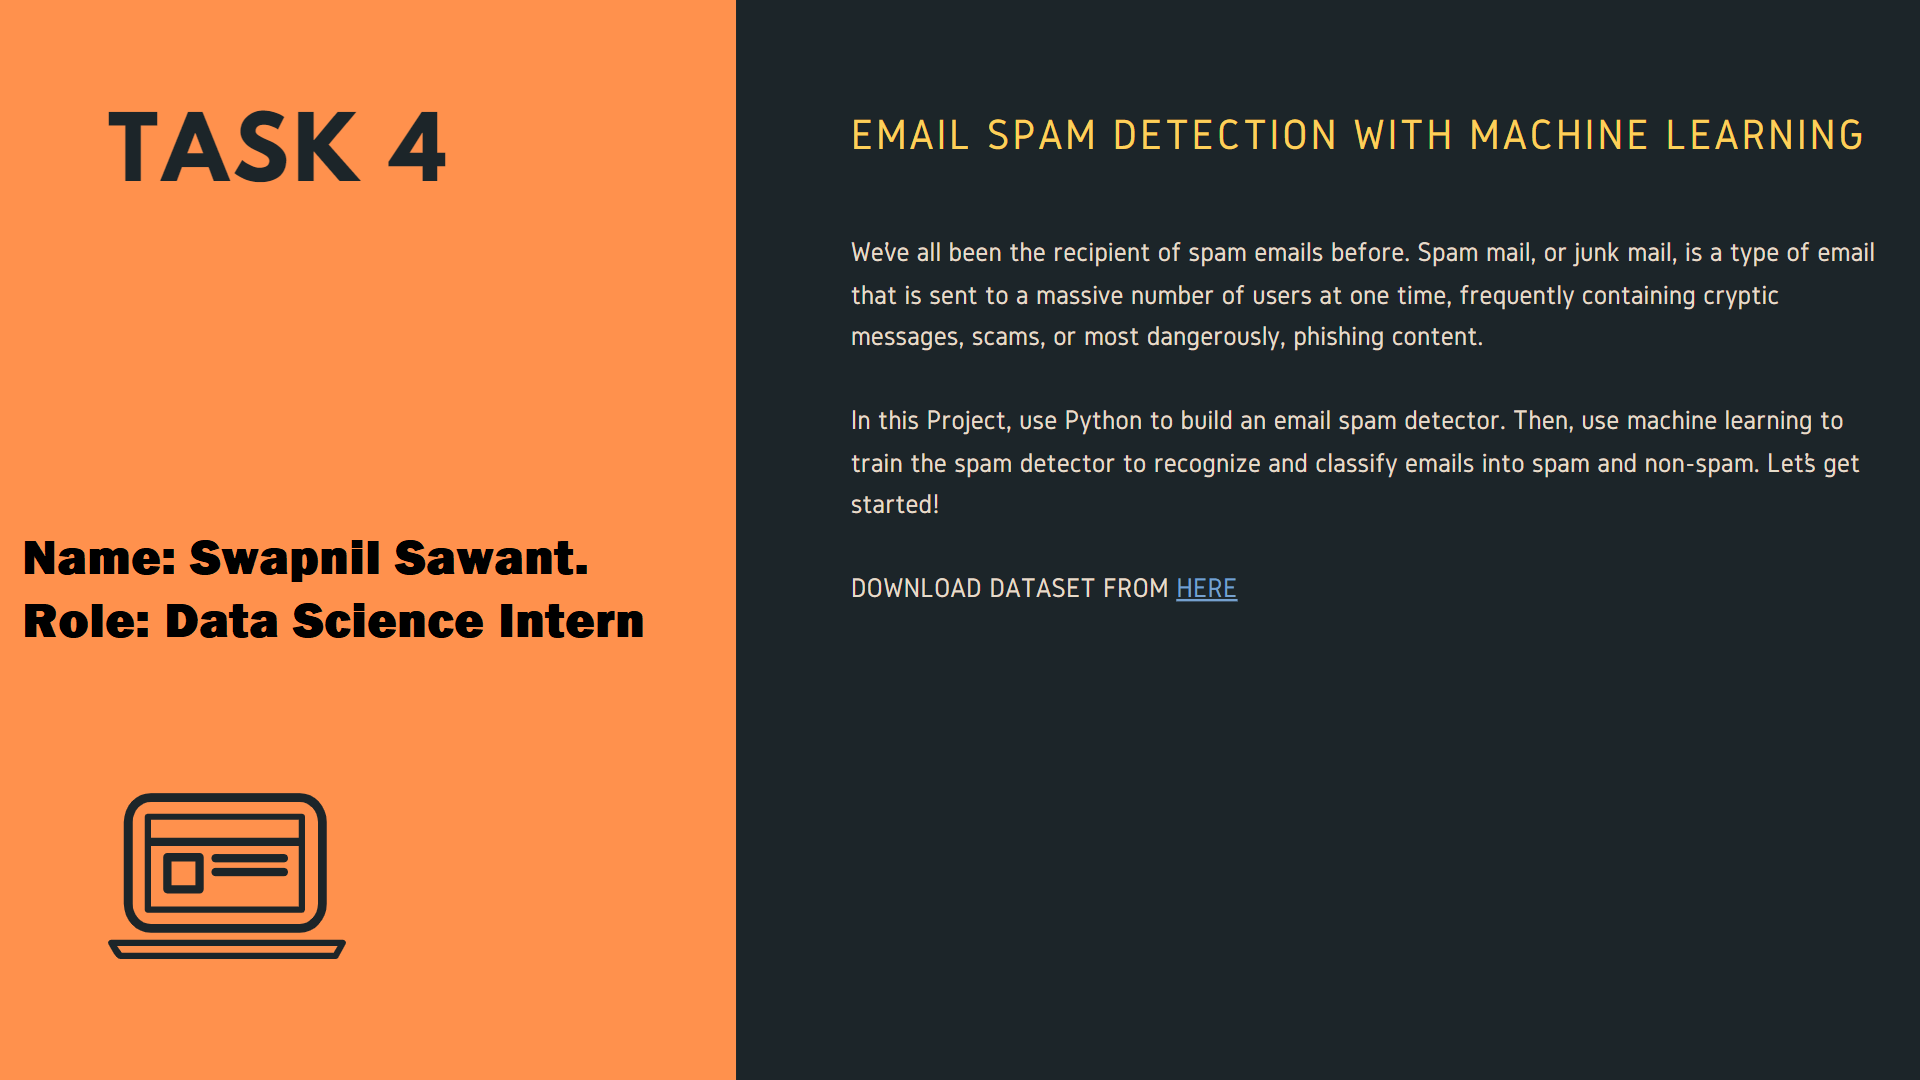 TASK 4
Name: Swapnil Sawant.
Role: Data Science Intern
EMAIL SPAM DETECTION WITH MACHINE LEARNING
We've all been the recipient of spam emails before. Spam mail, or junk mail, is a type of email
that is sent to a massive number of users at one time, frequently containing cryptic
messages, scams, or most dangerously, phishing content.
In this Project, use Python to build an email spam detector. Then, use machine learning to
train the spam detector to recognize and classify emails into spam and non-spam. Let's get
started!
DOWNLOAD DATASET FROM HERE